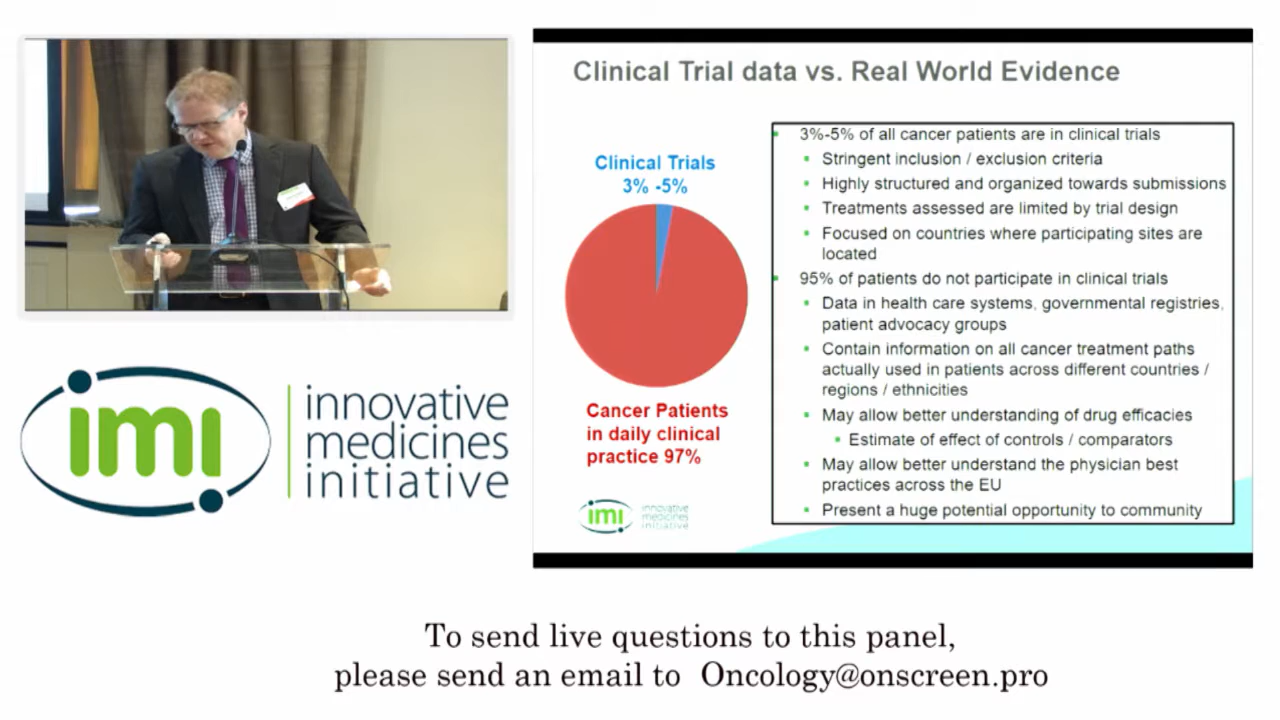 Clinical Trial data vs. Real World Evidence
Clinical Trials
3% -5%
Cancer Patients
in daily clinical
practice 97%
3%-5% of all cancer patients are in clinical trials
Stringent inclusion / exclusion criteria
Highly structured and organized towards submissions
Treatments assessed are limited by trial design
Focused on countries where participating sites are
located
95% of patients do not participate in clinical trials
Data in health care systems, governmental registries,
patient advocacy groups
Contain information on all cancer treatment paths
actually used in patients across different countries /
regions / ethnicities
May allow better understanding of drug efficacies
Estimate of effect of controls / comparators
May allow better understand the physician best
practices across the EU
Present a huge potential opportunity to community
imi
innovative
medicines
initiative
imi
innovative
medicines
initiative
To send live questions to this panel,
please send an email to Oncology@onscreen.pro